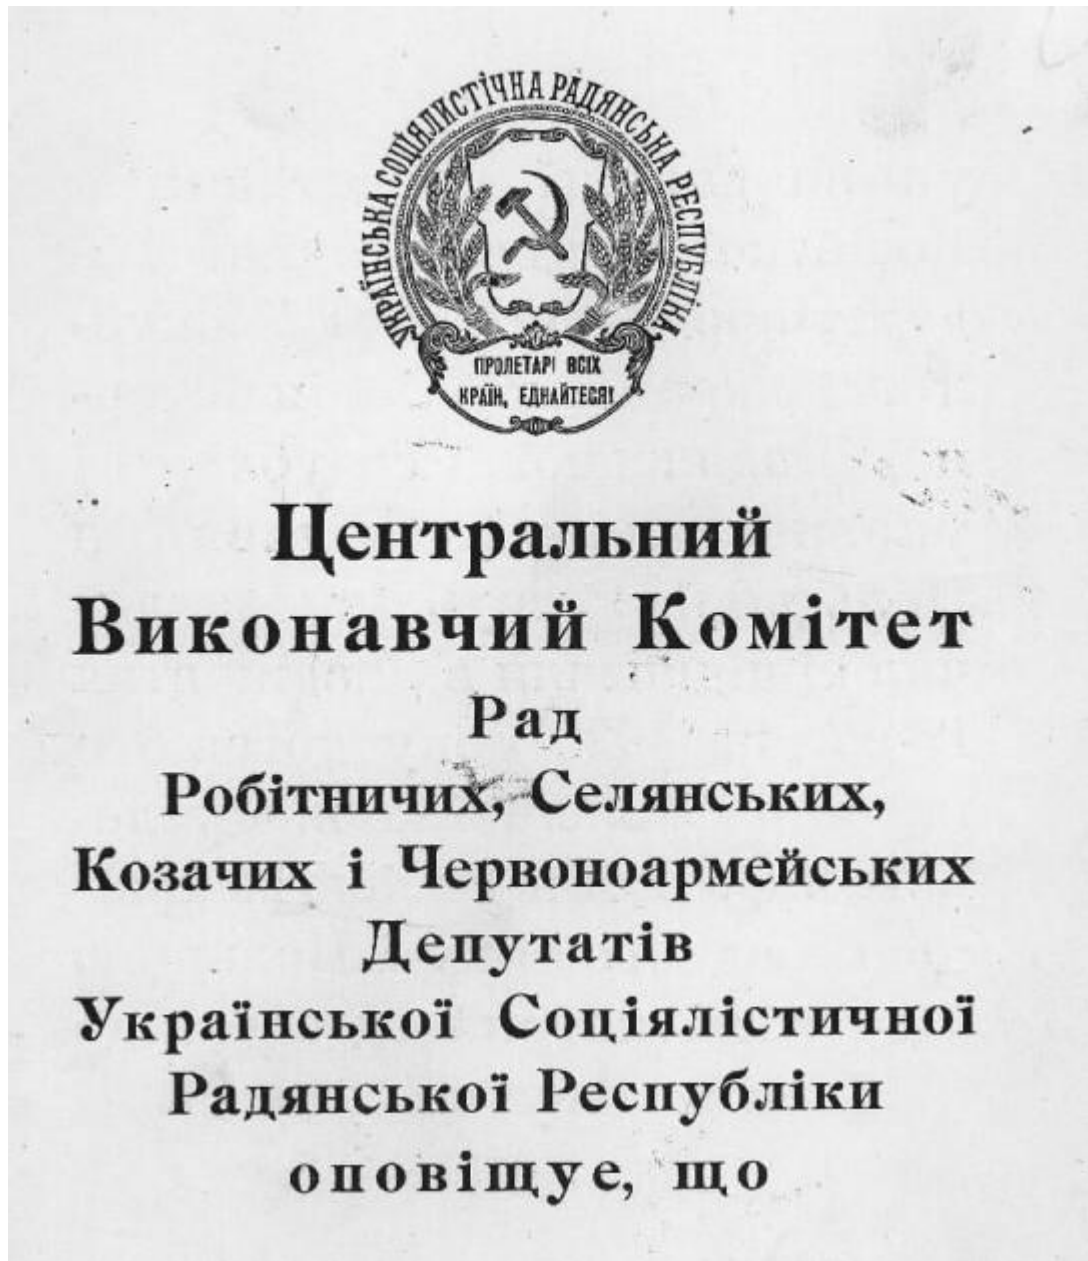 УКРАЇНСЬКА СОЦІЯЛИСТІЧНА РАДЯНСЬКА РЕСПУБЛІКА
ПРОЛЕТАРІ ВСІХ
КРАЇН, ЕДНАЙТЕСЯ!
Центральний
Виконавчий Комітет
Рад
Робітничих, Селянських,
Козачих і Червоноармейських
Депутатів
Української Соціялістичної
Радянської Республіки
оповіщує, що